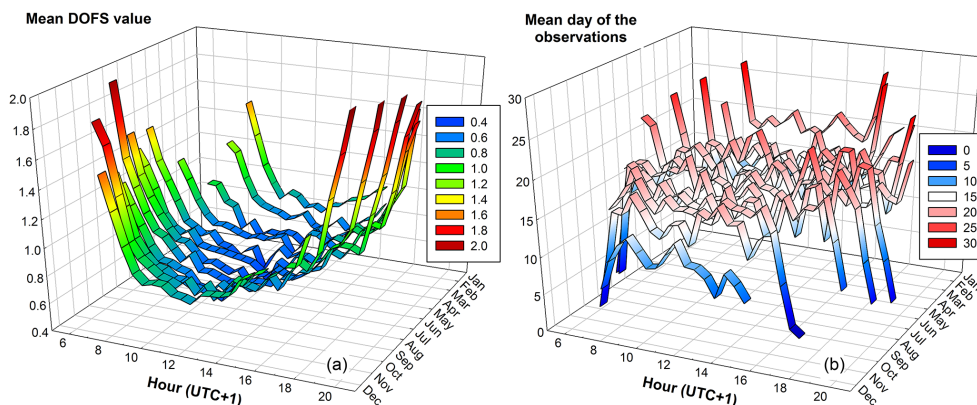 Mean DOFS value
2.0
1.8
1.6
1.4
1.2
1.0
0.8
0.6
0.4
6
8
10
12
14
16
18
20
Hour (UTC+1)
Jan
Feb
Mar
Apr
May
Jun
Jul
Aug
Sep
Oct
Nov
Dec
0.4
0.6
0.8
1.0
1.2
1.4
1.6
1.8
2.0
(a)
Mean day of the
observations
30
25
20
15
10
5
0
6
8
10
12
14
16
18
20
Hour (UTC+1)
Jan
Feb
Mar
Apr
May
Jun
Jul
Aug
Sep
Oct
Nov
Dec
0
5
10
15
20
25
30
(b)